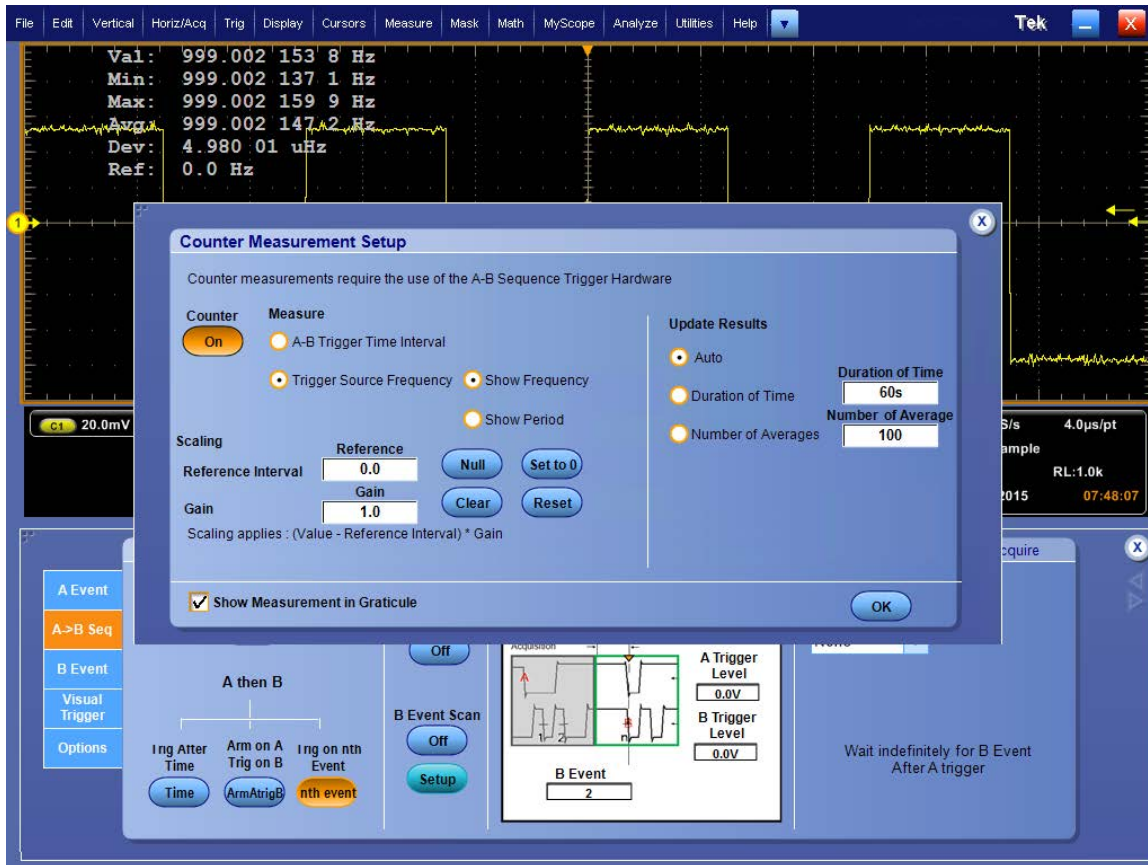 File Edit Vertical Horiz/Acq Trig Display Cursors Measure Mask Math MyScope Analyze Utilities Help Tek X
Val: 999.002 153 8 Hz
Min: 999.002 137 1 Hz
Max: 999.002 159 9 Hz
Avg: 999.002 147 2 Hz
Dev: 4.980 01 uHz
Ref: 0.0 Hz
1
X
Counter Measurement Setup
Counter measurements require the use of the A-B Sequence Trigger Hardware
Counter
On
Measure
A-B Trigger Time Interval
Trigger Source Frequency
Show Frequency
Show Period
Update Results
Auto
Duration of Time
Duration of Time
60s
Number of Averages
Number of Average
100
Scaling
Reference
Reference Interval 0.0
Null
Set to 0
Gain
Gain 1.0
Clear
Reset
Scaling applies : (Value - Reference Interval) * Gain
Show Measurement in Graticule
OK
C1 20.0mV
S/s 4.0µs/pt
ample
RL:1.0k
2015 07:48:07
cquire
X
A Event
A->B Seq
B Event
Visual
Trigger
Options
A then B
Trig After
Time
Time
Arm on A
Trig on B
ArmAtrigB
Trig on nth
Event
nth event
Off
B Event Scan
Off
Setup
Acquisition
A
1 2 n
B
A Trigger
Level
0.0V
B Trigger
Level
0.0V
B Event
2
Wait indefinitely for B Event
After A trigger